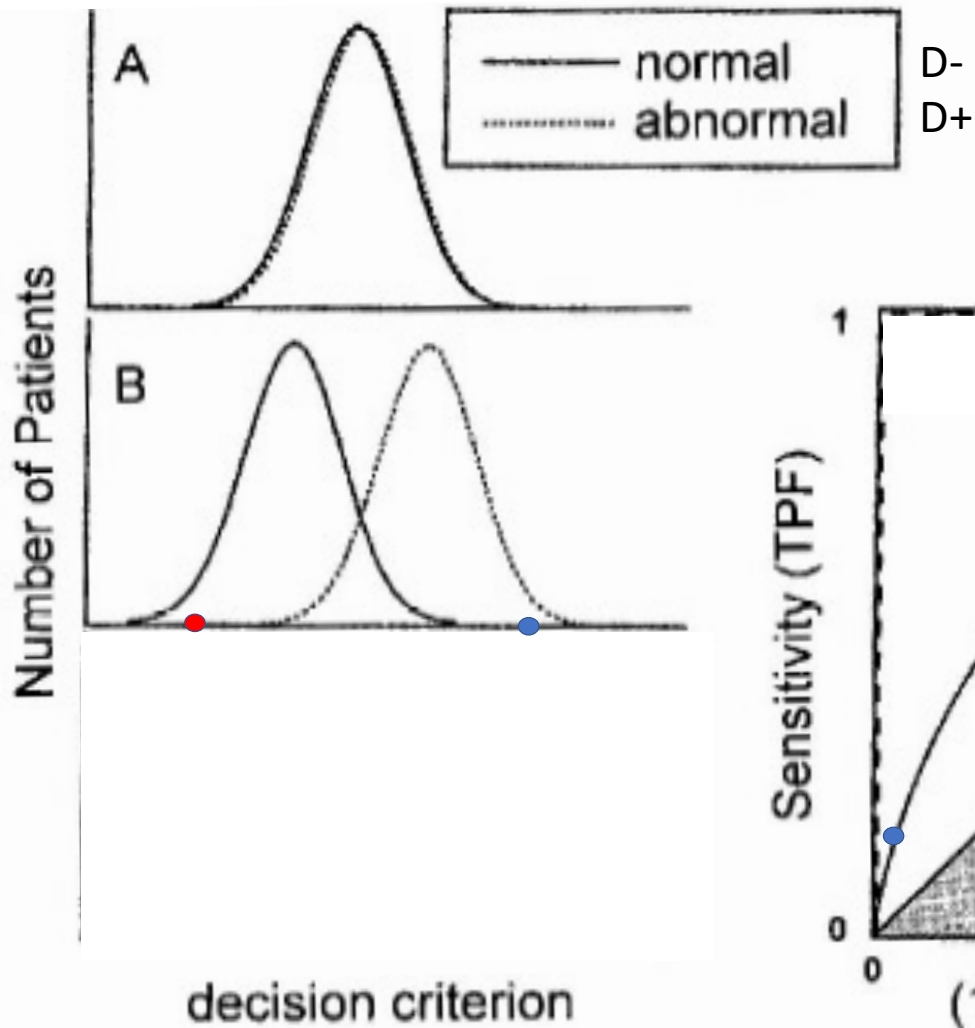 A
normal
abnormal
D-
D+
Number of Patients
B
decision criterion
1
Sensitivity (TPF)
0
0
(